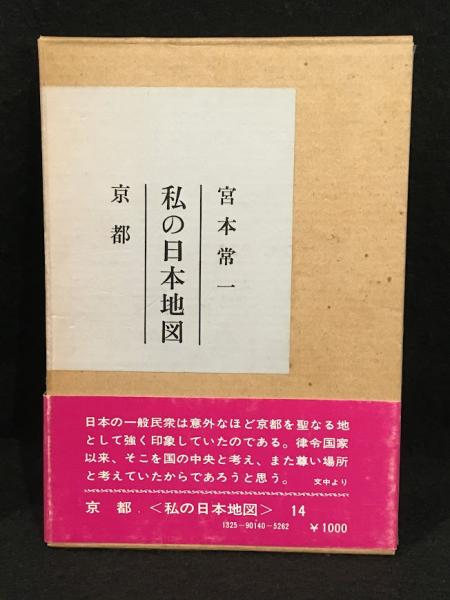 宮本常一
私の日本地図
京都
日本の一般民衆は意外なほど京都を聖なる地
として強く印象していたのである。律令国家
以来、そこを国の中央と考え、また尊い場所
と考えていたからであろうと思う。 文中より
京都.〈私の日本地図〉 14
1325-90140-5262 ¥1000